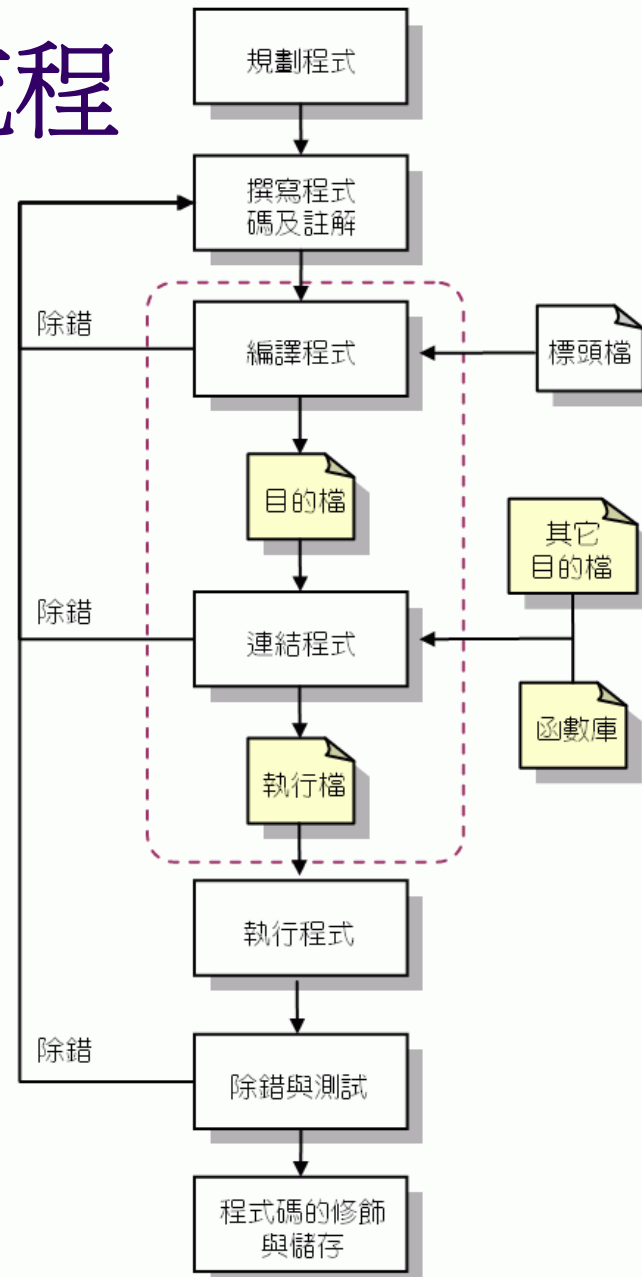 程
規劃程式
撰寫程式
碼及註解
除錯
編譯程式
標頭檔
目的檔
其它
目的檔
除錯
連結程式
函數庫
執行檔
執行程式
除錯
除錯與測試
程式碼的修飾
與儲存